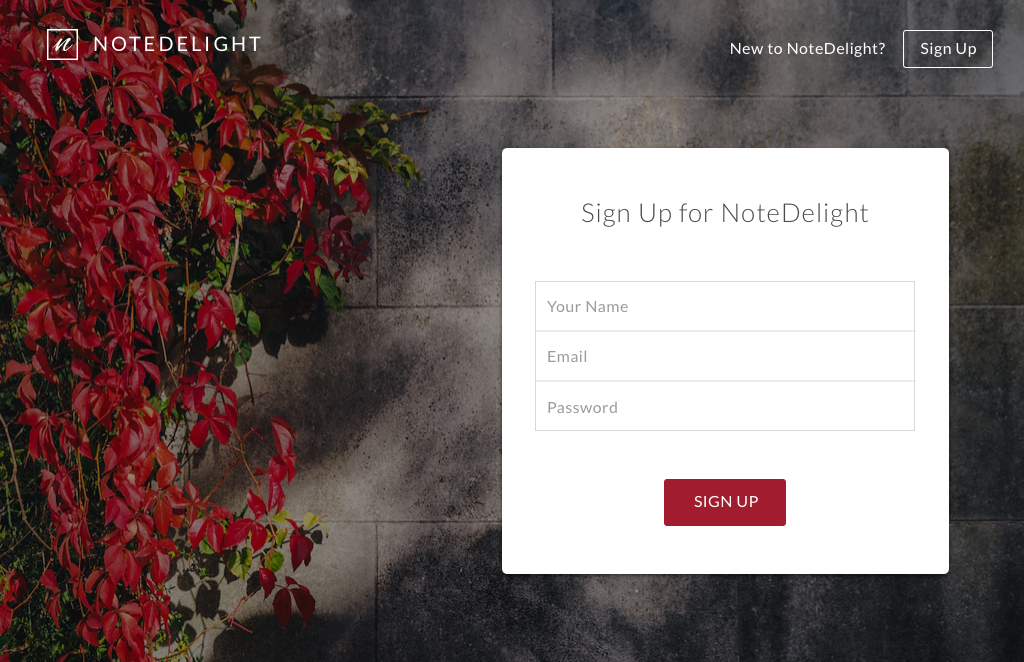 n NOTEDELIGHT
New to NoteDelight? Sign Up
Sign Up for NoteDelight
Your Name
Email
Password
SIGN UP